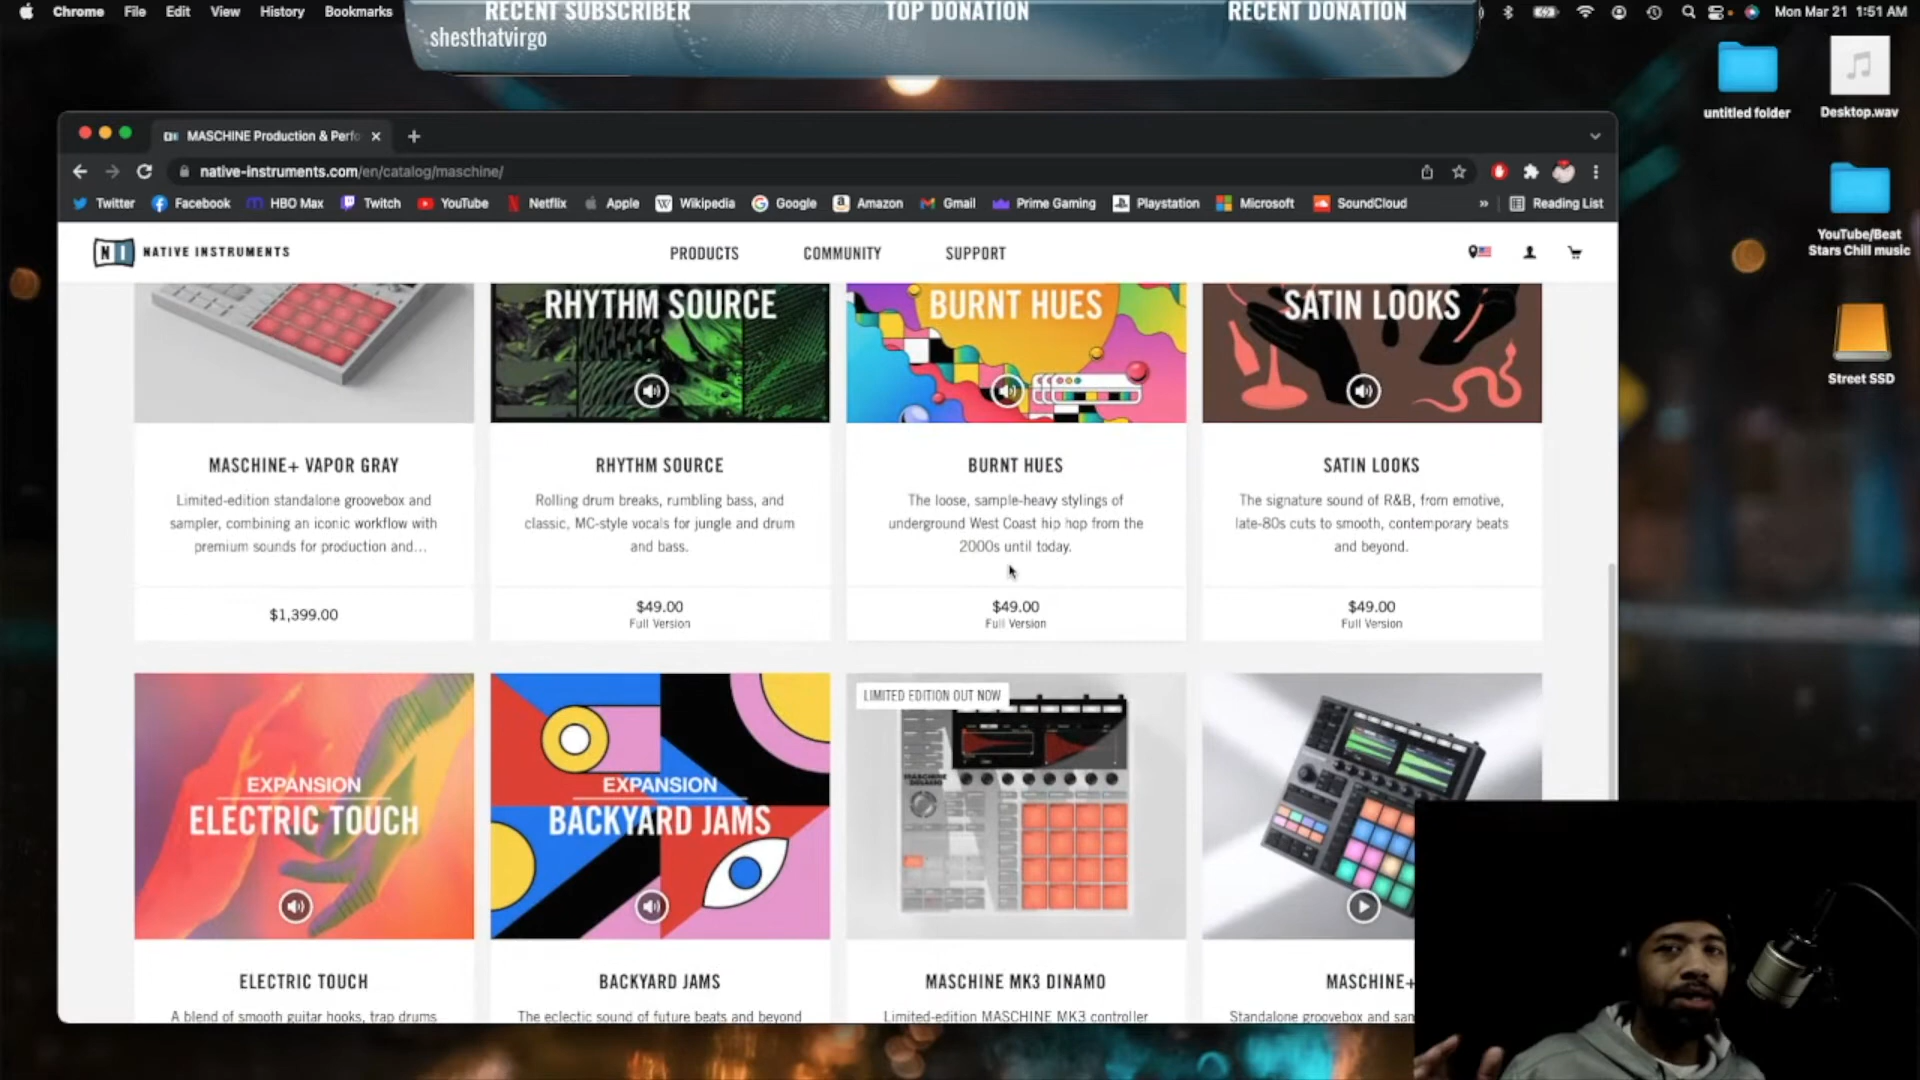 Chrome File Edit View History Bookmarks
Mon Mar 21 1:51 AM
RECENT SUBSCRIBER TOP DONATION RECENT DONATION
shesthatvirgo
untitled folder
Desktop.wav
YouTube/Beat
Stars Chill music
Street SSD
MASCHINE Production & Perfo
native-instruments.com/en/catalog/maschine/
Twitter Facebook HBO Max Twitch YouTube Netflix Apple Wikipedia Google Amazon Gmail Prime Gaming Playstation Microsoft SoundCloud » Reading List
NI NATIVE INSTRUMENTS PRODUCTS COMMUNITY SUPPORT
RHYTHM SOURCE
BURNT HUES
SATIN LOOKS
MASCHINE+ VAPOR GRAY
Limited-edition standalone groovebox and
sampler, combining an iconic workflow with
premium sounds for production and...
$1,399.00
RHYTHM SOURCE
Rolling drum breaks, rumbling bass, and
classic, MC-style vocals for jungle and drum
and bass.
$49.00
Full Version
BURNT HUES
The loose, sample-heavy stylings of
underground West Coast hip hop from the
2000s until today.
$49.00
Full Version
SATIN LOOKS
The signature sound of R&B, from emotive,
late-80s cuts to smooth, contemporary beats
and beyond.
$49.00
Full Version
EXPANSION
ELECTRIC TOUCH
EXPANSION
BACKYARD JAMS
LIMITED EDITION OUT NOW
ELECTRIC TOUCH
A blend of smooth guitar hooks, trap drums
BACKYARD JAMS
The eclectic sound of future beats and beyond
MASCHINE MK3 DINAMO
Limited-edition MASCHINE MK3 controller
MASCHINE+
Standalone groovebox and sam